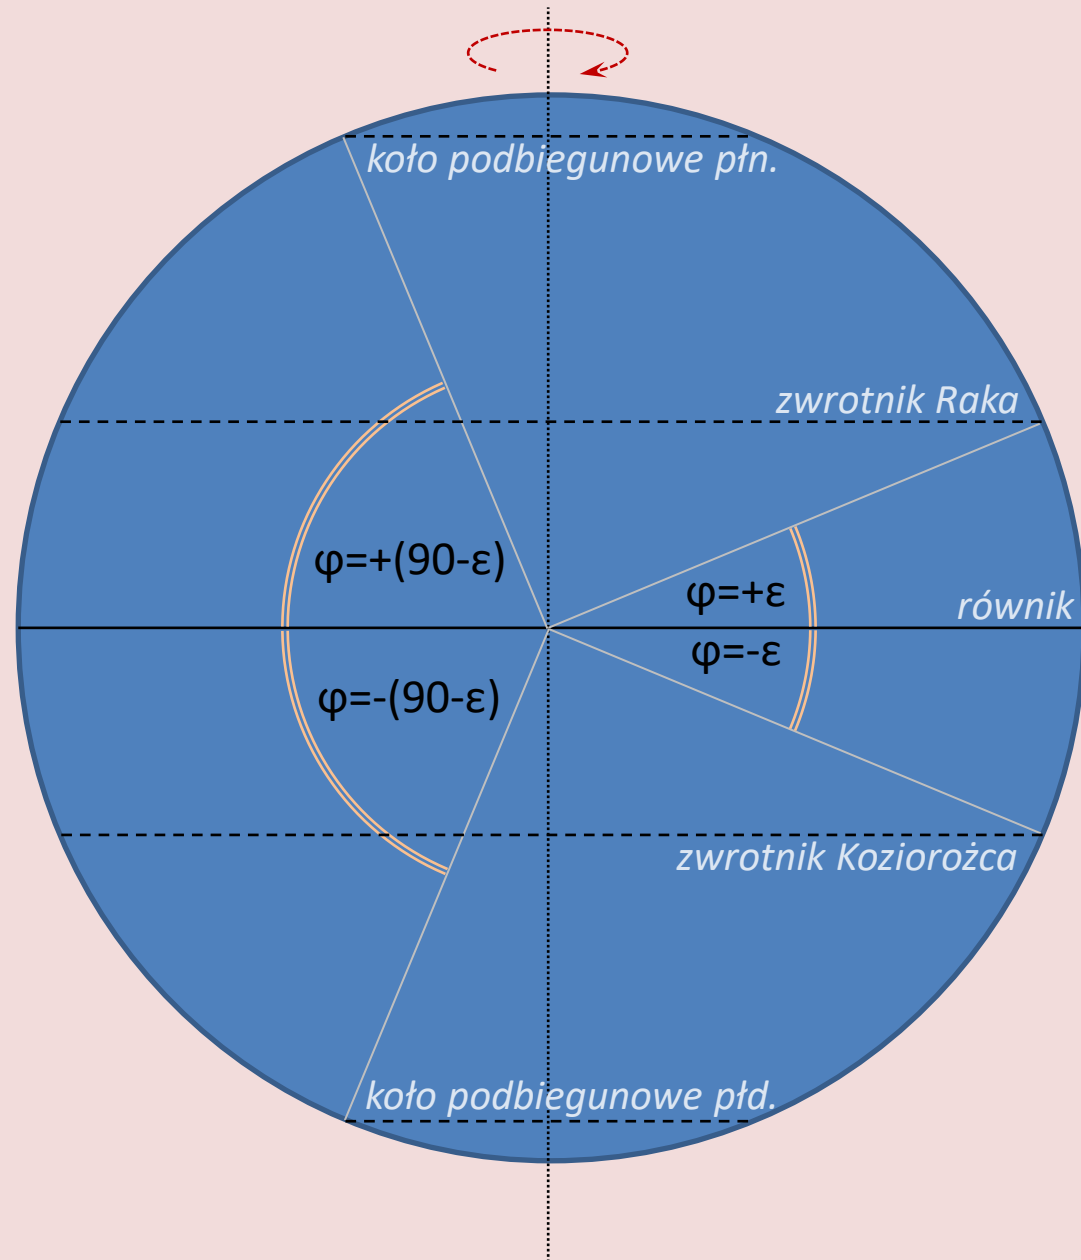 koło podbiegunowe płn.
zwrotnik Raka
φ=+(90-ε)
φ=+ε
równik
φ=-ε
φ=-(90-ε)
zwrotnik Koziorożca
koło podbiegunowe płd.